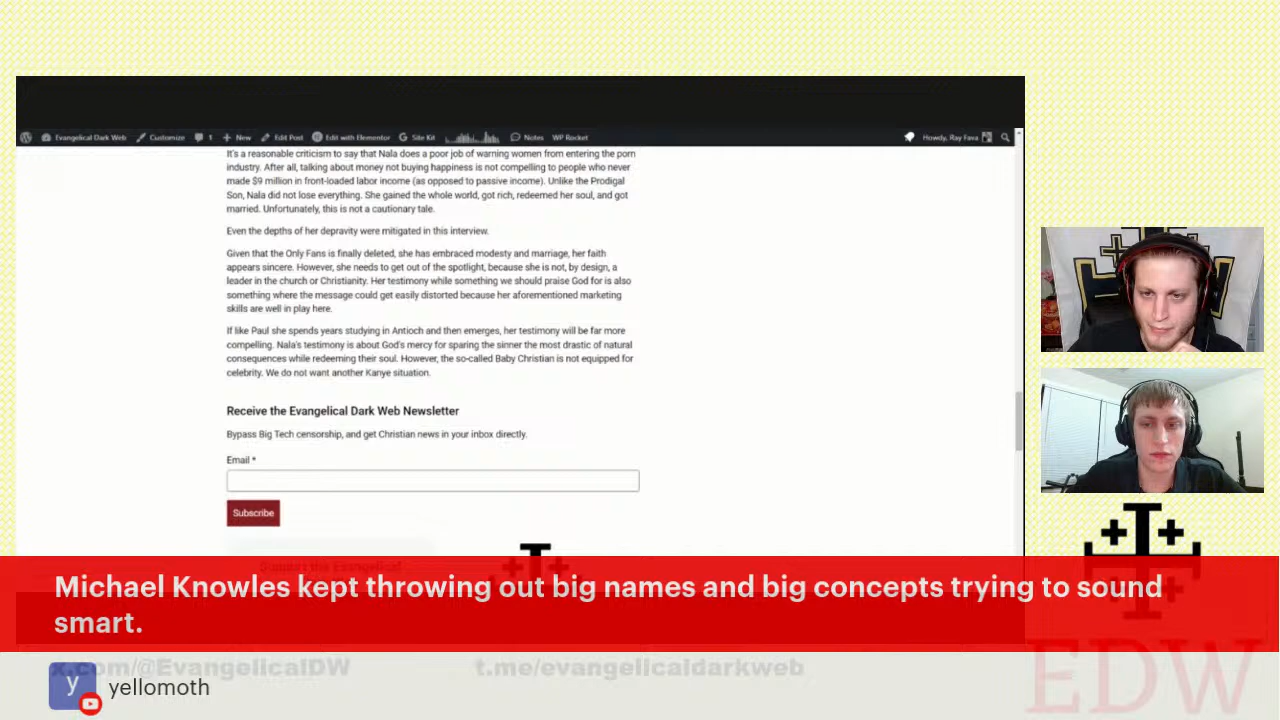 Evangelical Dark Web Customize 1 New Edit Post Edit with Elementor Site Kit Notes WP Rocket Howdy, Ray Fava
It's a reasonable criticism to say that Nala does a poor job of warning women from entering the porn
industry. After all, talking about money not buying happiness is not compelling to people who never
made $9 million in front-loaded labor income (as opposed to passive income). Unlike the Prodigal
Son, Nala did not lose everything. She gained the whole world, got rich, redeemed her soul, and got
married. Unfortunately, this is not a cautionary tale.
Even the depths of her depravity were mitigated in this interview.
Given that the Only Fans is finally deleted, she has embraced modesty and marriage, her faith
appears sincere. However, she needs to get out of the spotlight, because she is not, by design, a
leader in the church or Christianity. Her testimony while something we should praise God for is also
something where the message could get easily distorted because her aforementioned marketing
skills are well in play here.
If like Paul she spends years studying in Antioch and then emerges, her testimony will be far more
compelling. Nala's testimony is about God's mercy for sparing the sinner the most drastic of natural
consequences while redeeming their soul. However, the so-called Baby Christian is not equipped for
celebrity. We do not want another Kanye situation.
Receive the Evangelical Dark Web Newsletter
Bypass Big Tech censorship, and get Christian news in your inbox directly.
Email *
Subscribe
Support the Evangelical
Michael Knowles kept throwing out big names and big concepts trying to sound
smart.
x.com/@EvangelicalDW t.me/evangelicaldarkweb
EDW
y yellomoth